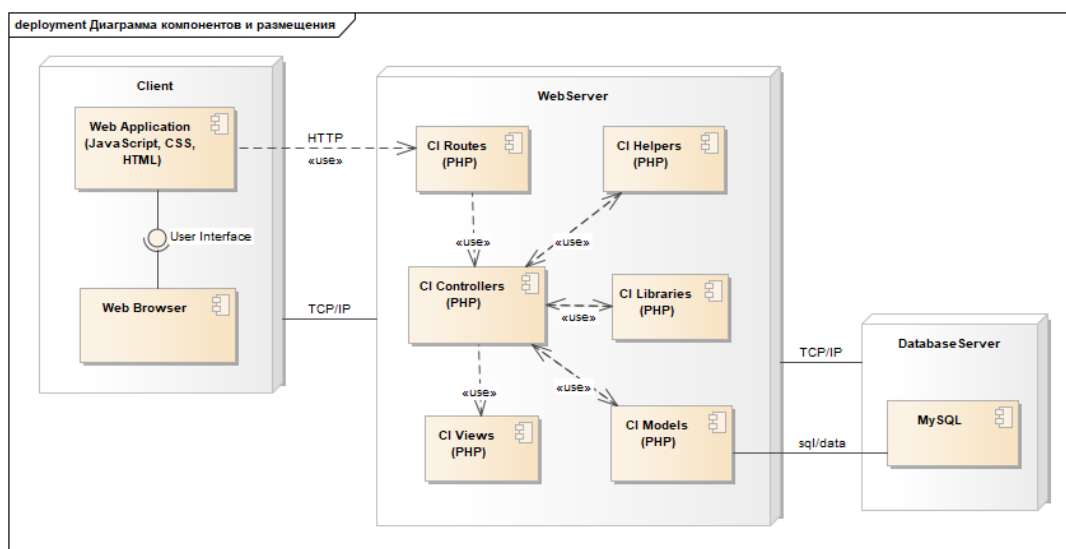 deployment Диаграмма компонентов и размещения
Client
Web Application
(JavaScript, CSS,
HTML)
User Interface
Web Browser
HTTP
«use»
TCP/IP
WebServer
CI Routes
(PHP)
CI Helpers
(PHP)
«use»
«use»
CI Controllers
(PHP)
CI Libraries
(PHP)
«use»
«use»
«use»
CI Views
(PHP)
CI Models
(PHP)
TCP/IP
sql/data
DatabaseServer
MySQL